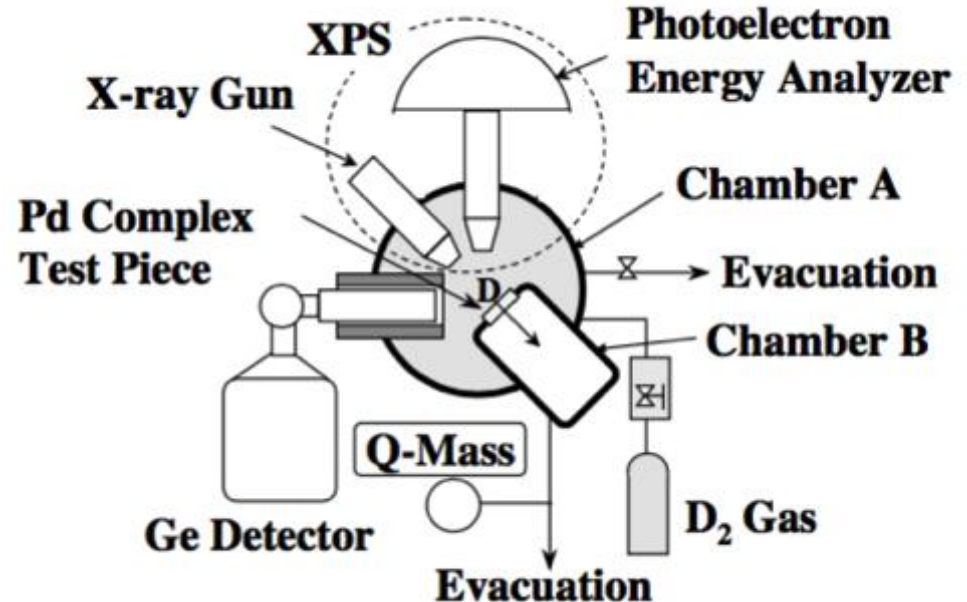 XPS
Photoelectron
Energy Analyzer
X-ray Gun
Chamber A
Pd Complex
Test Piece
Evacuation
D
Chamber B
Q-Mass
D₂ Gas
Ge Detector
Evacuation